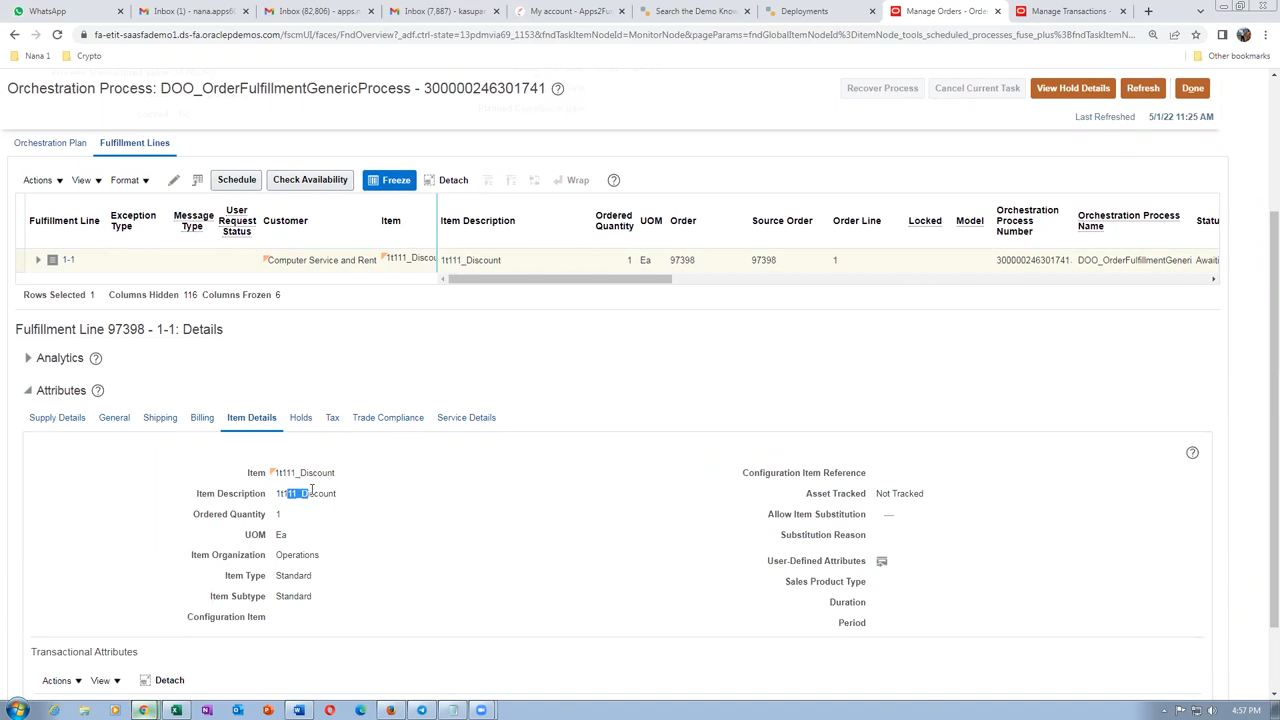 WhatsApp
Inbox (1) - nana.apps6
Inbox (82,806) - apps.n
Inbox (7,887) - kasupar
My account - Apps2Fu
Search the Demo Know
Deployments
Manage Orders - Orde
Manage Transactions -
fa-etit-saasfademo1.ds-fa.oraclepdemos.com/fscmUI/faces/FndOverview?_adf.ctrl-state=13pdmvia69_1153&fndTaskItemNodeId=MonitorNode&pageParams=fndGlobalItemNodeId%3DitemNode_tools_scheduled_processes_fuse_plus%3BfndTaskItemNodeId%3DM...
Nana 1
Crypto
Other bookmarks
Orchestration Process: DOO_OrderFulfillmentGenericProcess - 300000246301741
Recover Process
Cancel Current Task
View Hold Details
Refresh
Done
Last Refreshed 5/1/22 11:25 AM
Orchestration Plan
Fulfillment Lines
Actions
View
Format
Schedule
Check Availability
Freeze
Detach
Wrap
Fulfillment Line
Exception Type
Message Type
User Request Status
Customer
Item
Item Description
Ordered Quantity
UOM
Order
Source Order
Order Line
Locked
Model
Orchestration Process Number
Orchestration Process Name
Statu
1-1
Computer Service and Rent
1t111_Discou
1t111_Discount
1
Ea
97398
97398
1
300000246301741.
DOO_OrderFulfillmentGeneri
Awaiti
Rows Selected 1
Columns Hidden 116
Columns Frozen 6
Fulfillment Line 97398 - 1-1: Details
Analytics
Attributes
Supply Details
General
Shipping
Billing
Item Details
Holds
Tax
Trade Compliance
Service Details
Item 1t111_Discount
Item Description 1t111_Discount
Ordered Quantity 1
UOM Ea
Item Organization Operations
Item Type Standard
Item Subtype Standard
Configuration Item
Configuration Item Reference
Asset Tracked Not Tracked
Allow Item Substitution —
Substitution Reason
User-Defined Attributes
Sales Product Type
Duration
Period
Transactional Attributes
Actions
View
Detach
4:57 PM